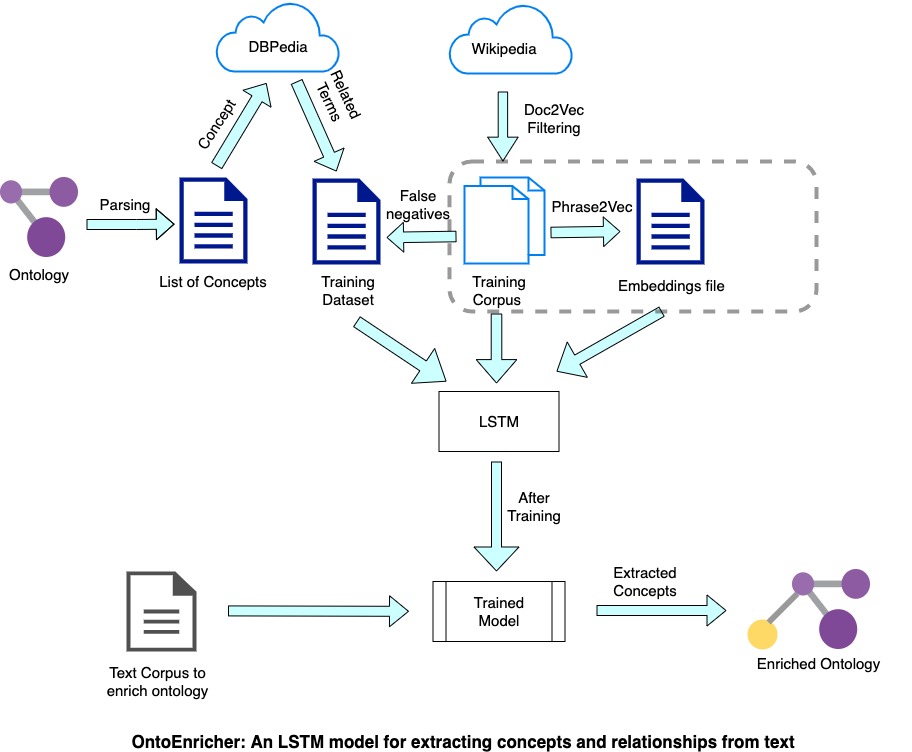 DBPedia
Wikipedia
Concept
Related
Terms
Doc2Vec
Filtering
Parsing
False
negatives
Phrase2Vec
Ontology
List of Concepts
Training
Dataset
Training
Corpus
Embeddings file
LSTM
After
Training
Trained
Model
Extracted
Concepts
Text Corpus to
enrich ontology
Enriched Ontology
OntoEnricher: An LSTM model for extracting concepts and relationships from text